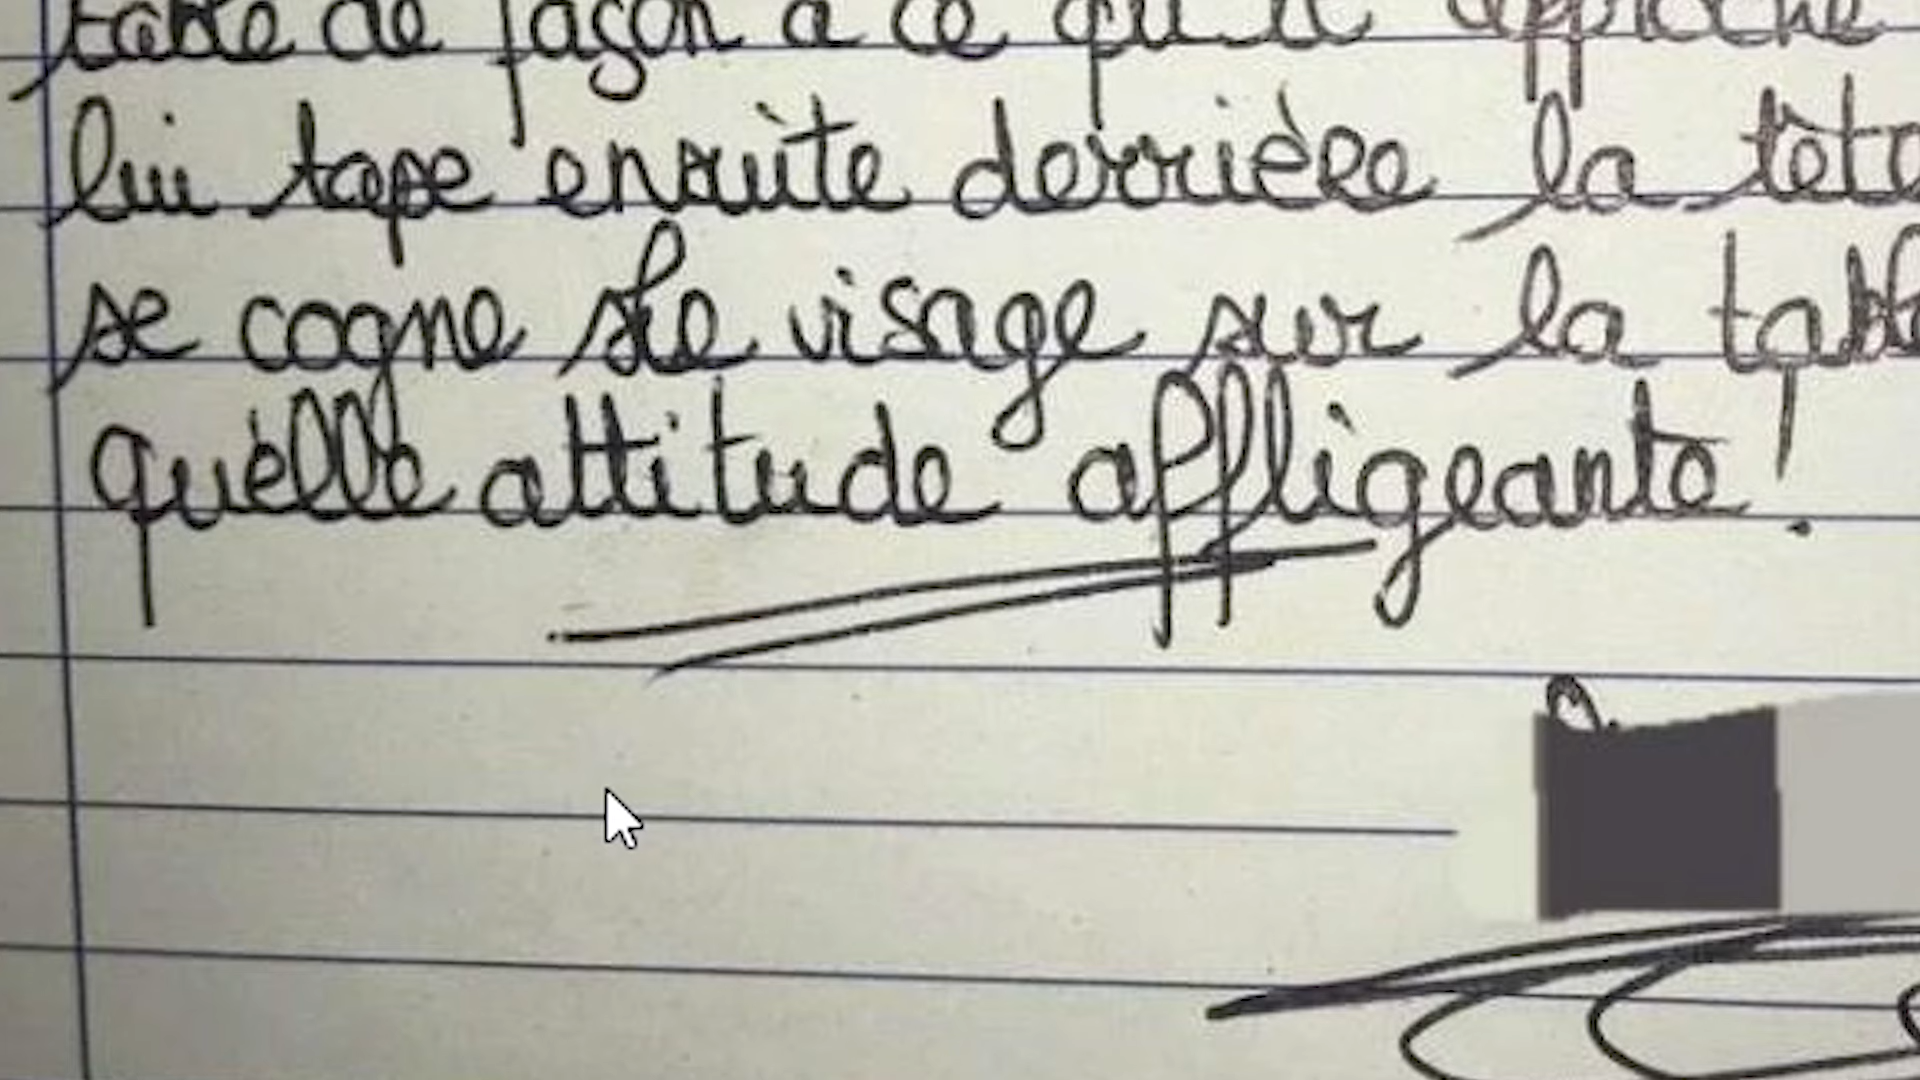 table de façon à ce qu'il approche
lui tape ensuite derrière la tête
se cogne le visage sur la table
quelle attitude affligeante !